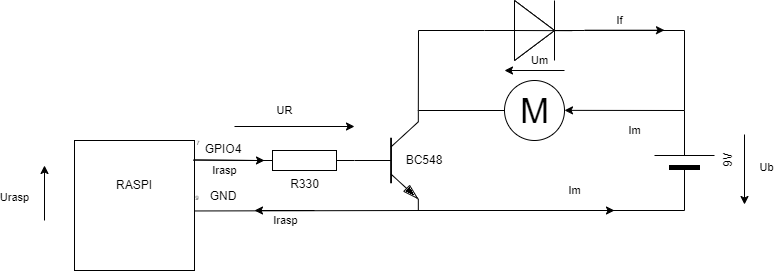 If
Um
M
UR
Im
GPIO4
BC548
9V
Irasp
Ub
RASPI
R330
Urasp
GND
Im
Irasp